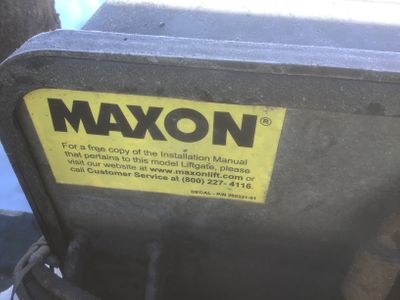 MAXON®
For a free copy of the Installation Manual
that pertains to this model Liftgate, please
visit our website at www.maxonlift.com or
call Customer Service at (800) 227-4116.
DECAL - P/N